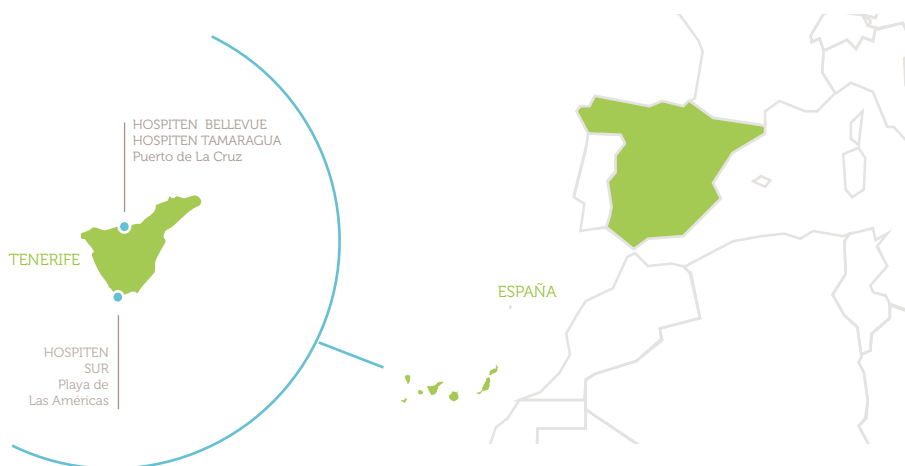 HOSPITEN BELLEVUE
HOSPITEN TAMARAGUA
Puerto de La Cruz
TENERIFE
ESPAÑA
HOSPITEN
SUR
Playa de
Las Américas